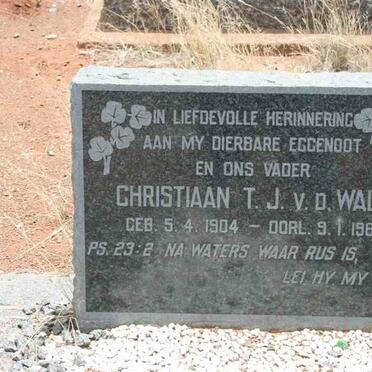 IN LIEFDEVOLLE HERINNERING
AAN MY DIERBARE EGGENOOT
EN ONS VADER
CHRISTIAAN T. J. V. D. WAL
GEB. 5. 4. 1904 — OORL. 9. 1. 196
PS. 23:2 NA WATERS WAAR RUS IS,
LEI HY MY